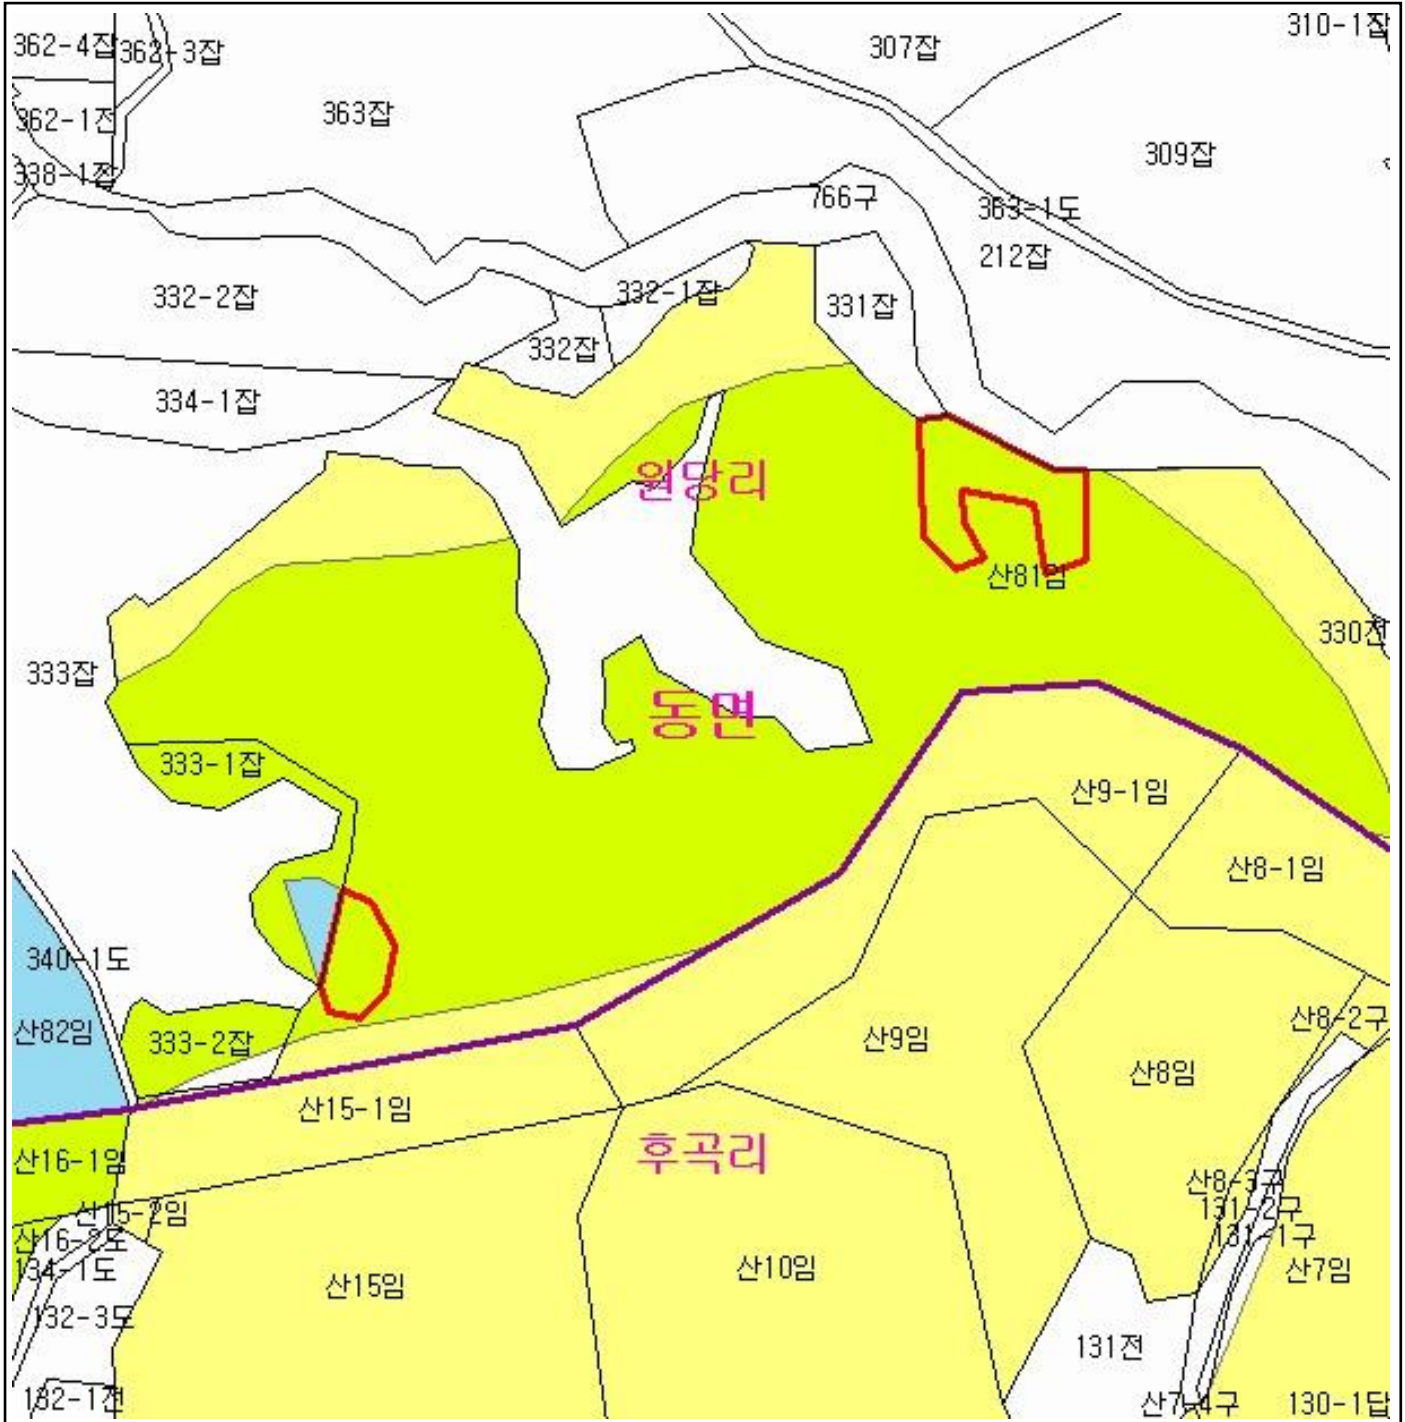 310-1잡
362-4잡
362-3잡
307잡
363잡
362-1전
309잡
338-1잡
766구
363-1도
212잡
332-2잡
332-1잡
331잡
332잡
334-1잡
원당리
산81임
330전
333잡
동면
333-1잡
산9-1임
산8-1임
340-1도
산82임
333-2잡
산9임
산8-2구
산8임
산15-1임
산16-1임
후곡리
산8-3구
산15-2임
131-2구
131-1구
산16-2도
134-1도
산15임
산10임
산7임
132-3도
131전
132-1전
산7-4구
130-1답